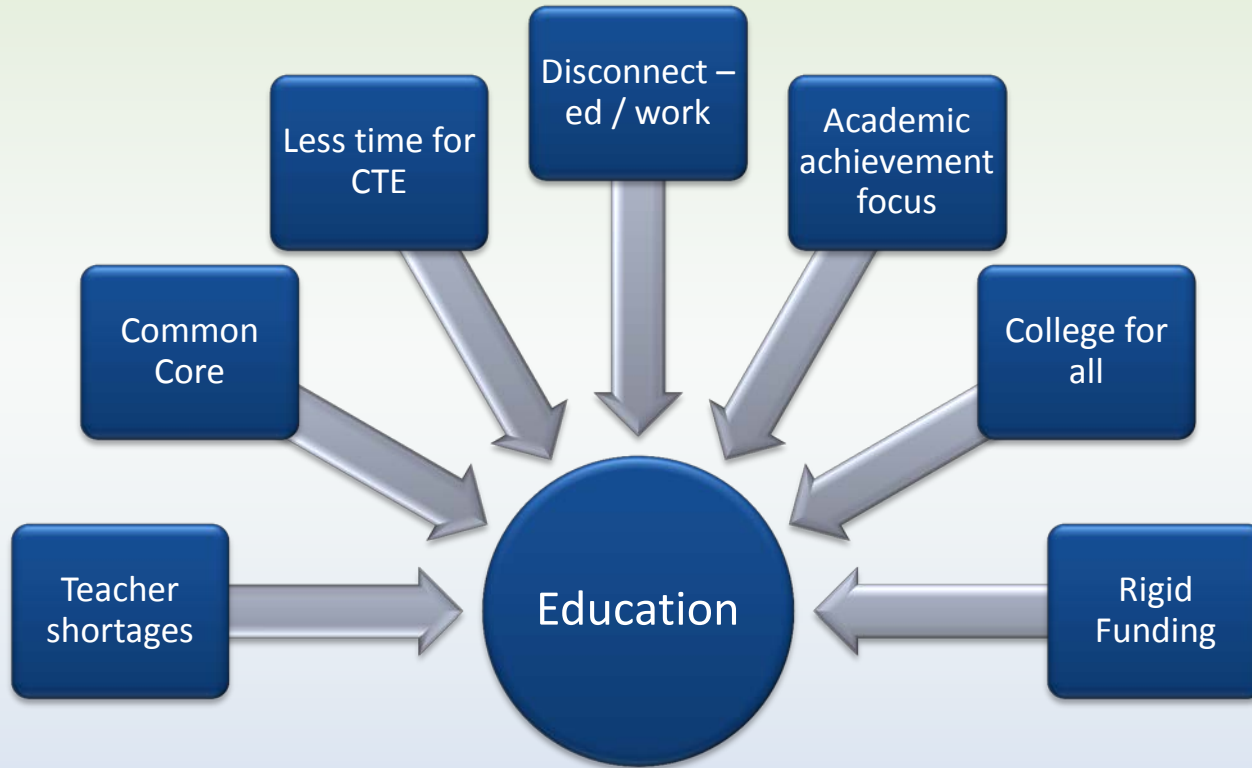 Disconnect –
ed / work
Less time for
CTE
Academic
achievement
focus
Common
Core
College for
all
Teacher
shortages
Education
Rigid
Funding